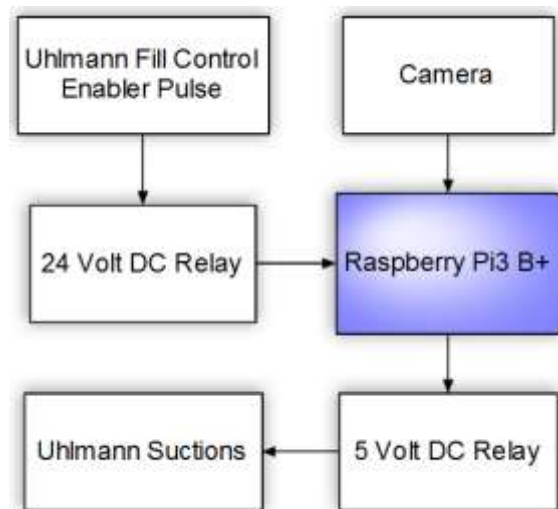 Uhlmann Fill Control
Enabler Pulse
Camera
24 Volt DC Relay
Raspberry Pi3 B+
Uhlmann Suctions
5 Volt DC Relay